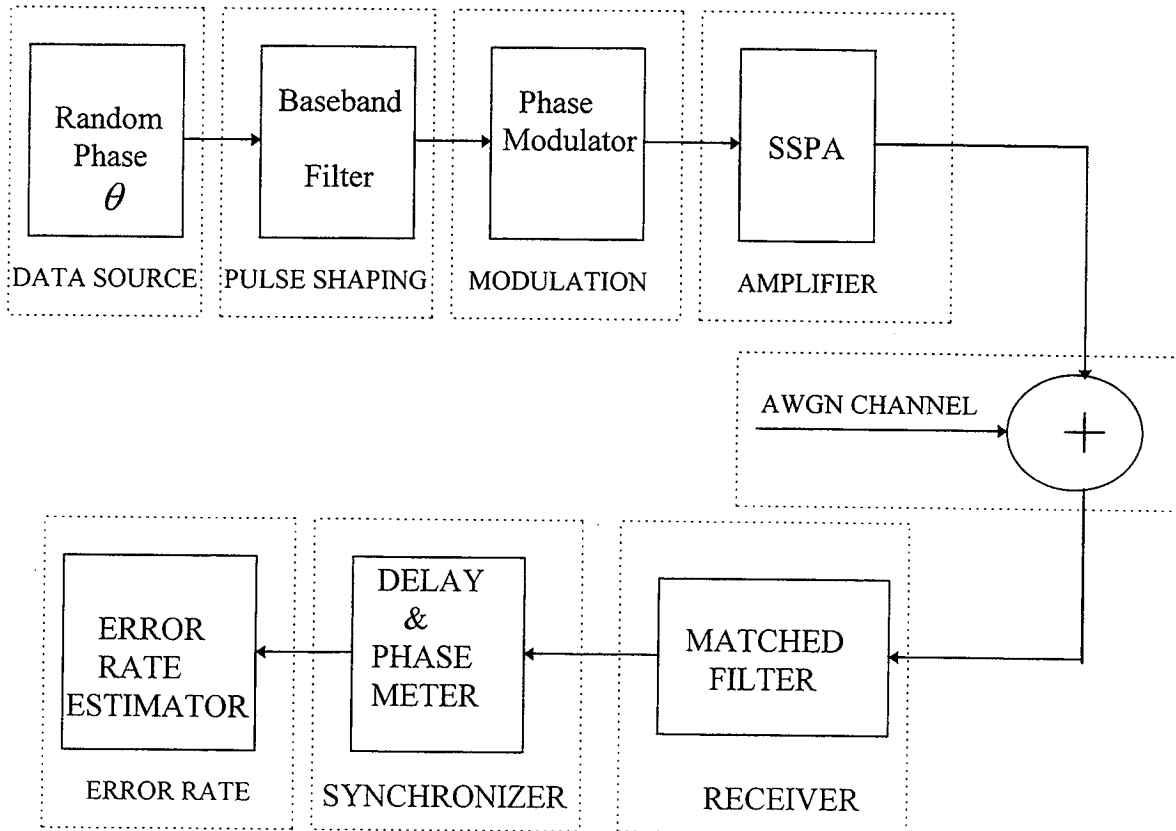 Random
Phase
θ
DATA SOURCE
Baseband
Filter
PULSE SHAPING
Phase
Modulator
MODULATION
SSPA
AMPLIFIER
AWGN CHANNEL
+
MATCHED
FILTER
RECEIVER
DELAY
&
PHASE
METER
SYNCHRONIZER
ERROR
RATE
ESTIMATOR
ERROR RATE